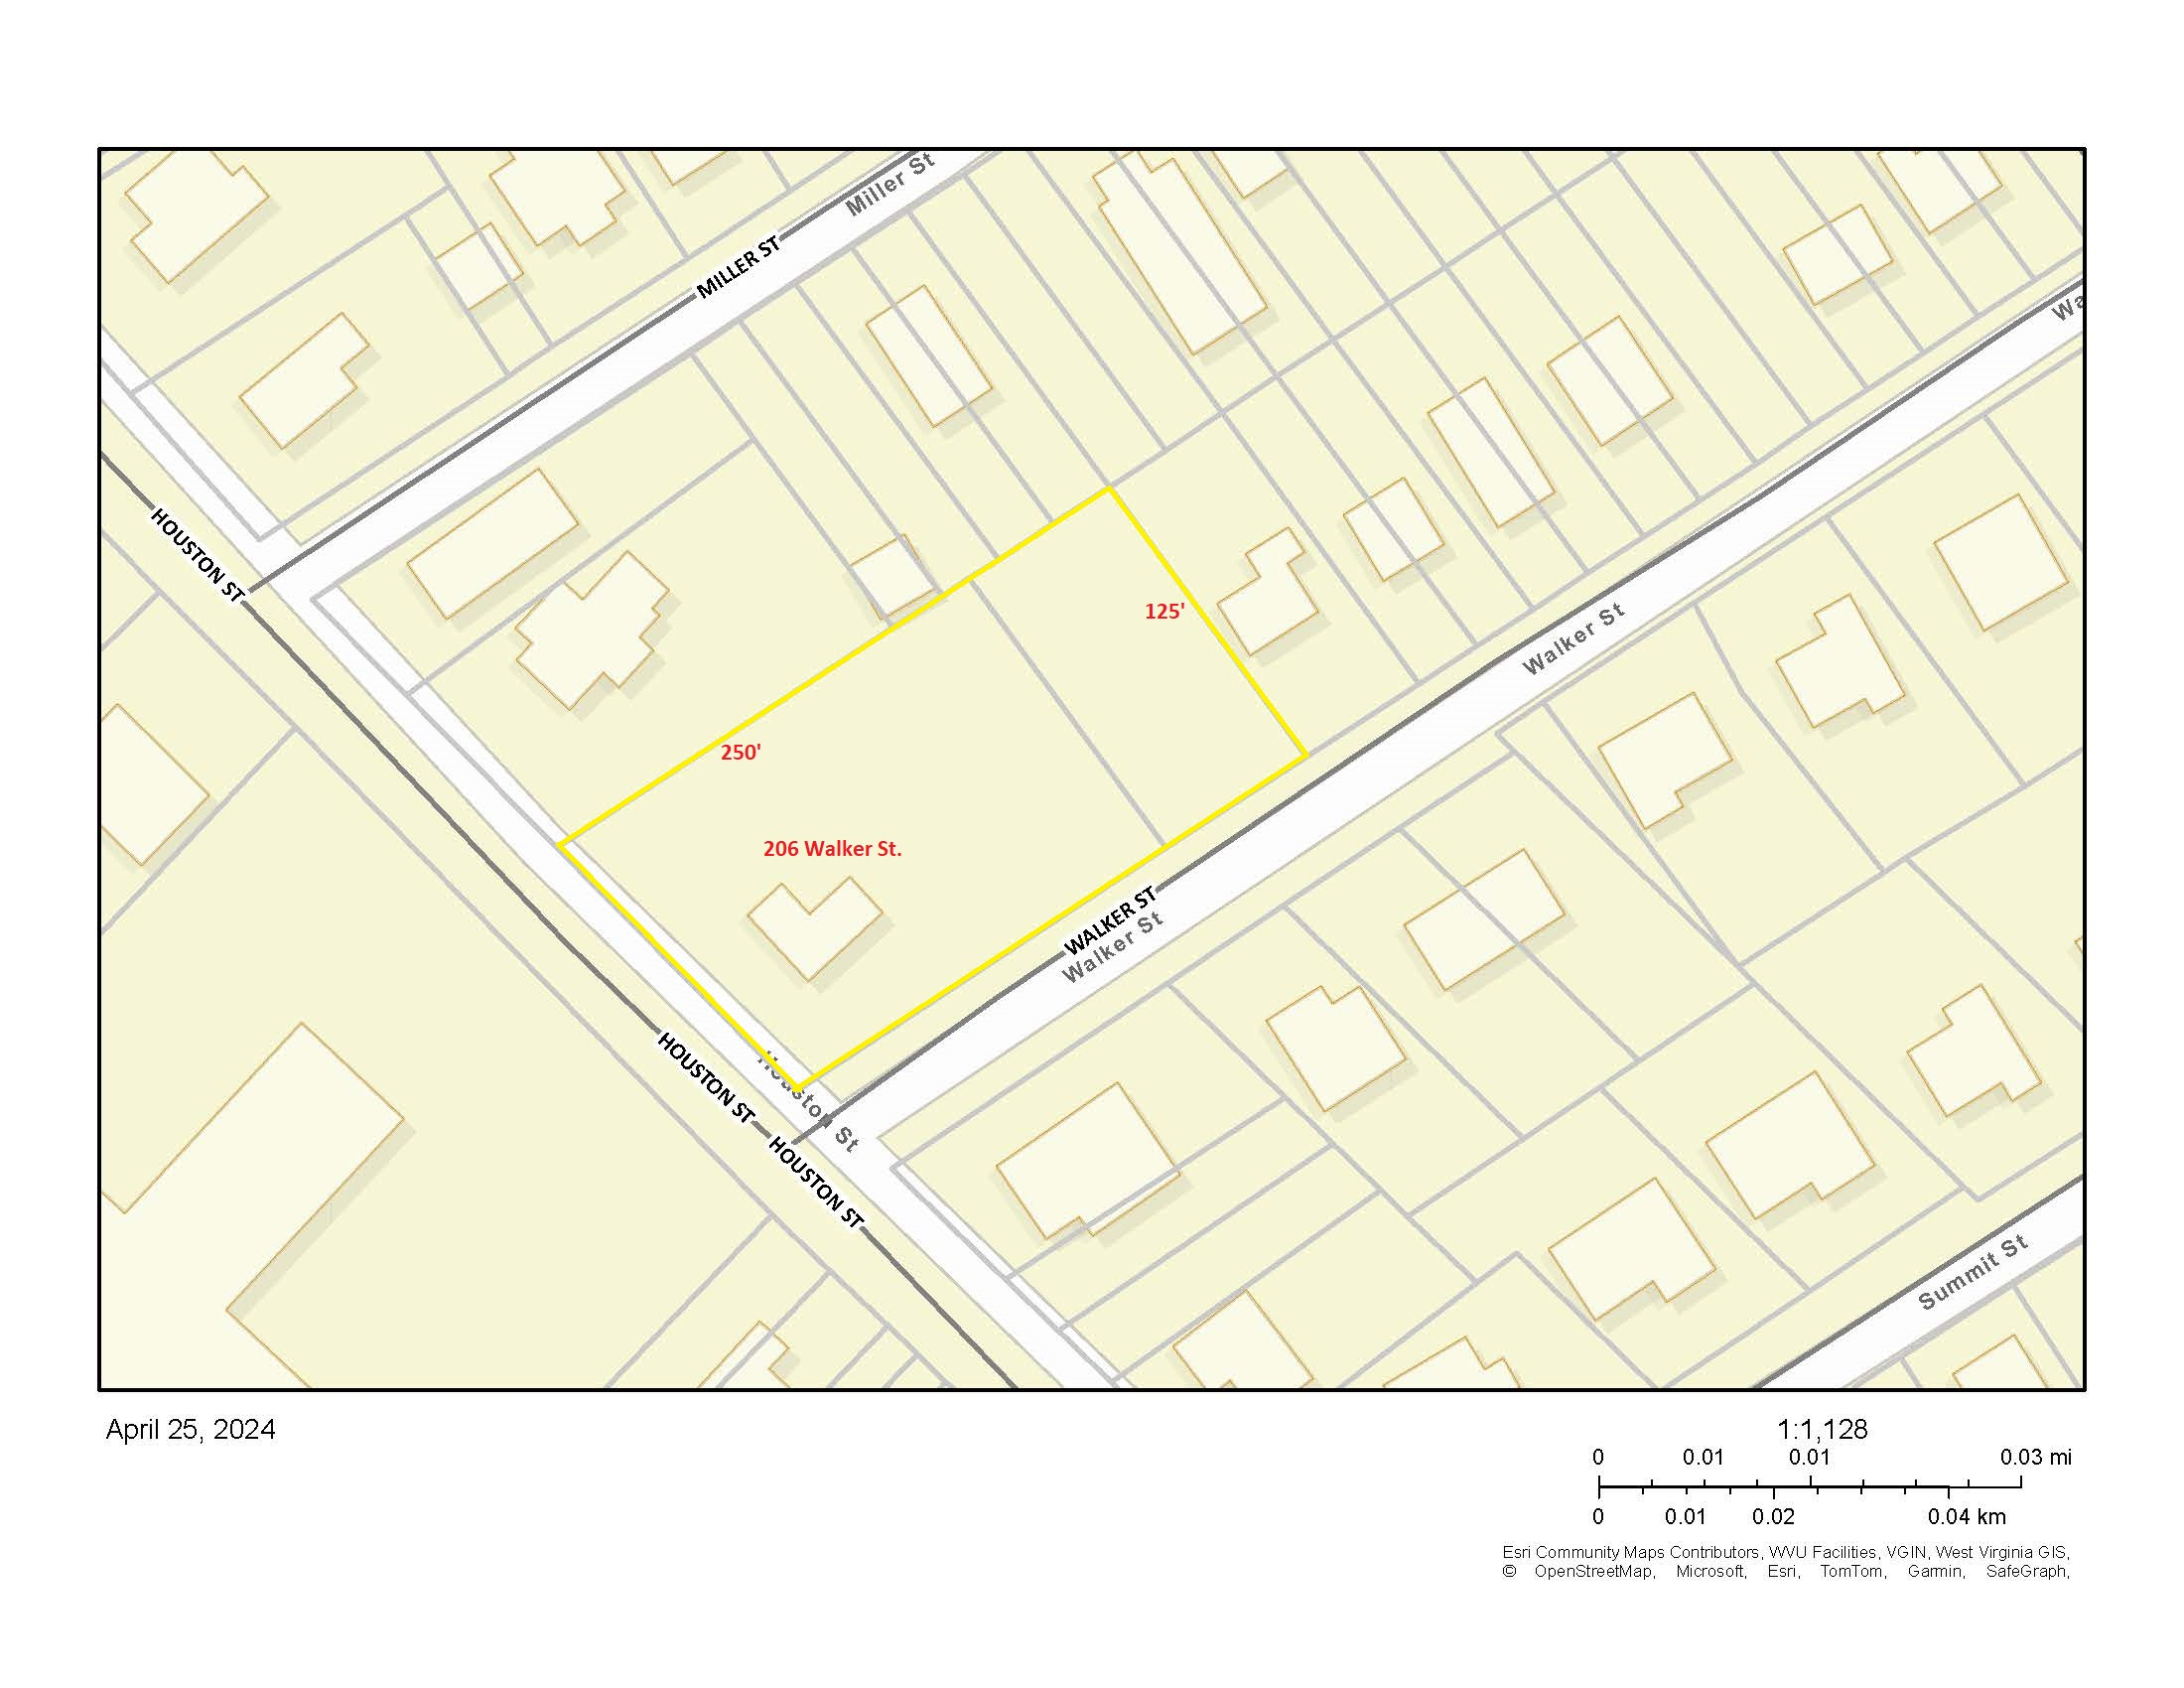 Miller St
MILLER ST
Wa
HOUSTON ST
125'
Walker St
250'
206 Walker St.
WALKER ST
Walker St
HOUSTON ST
Houston St
HOUSTON ST
Summit St
April 25, 2024
1:1,128
0 0.01 0.01 0.03 mi
0 0.01 0.02 0.04 km
Esri Community Maps Contributors, WVU Facilities, VGIN, West Virginia GIS,
© OpenStreetMap, Microsoft, Esri, TomTom, Garmin, SafeGraph,